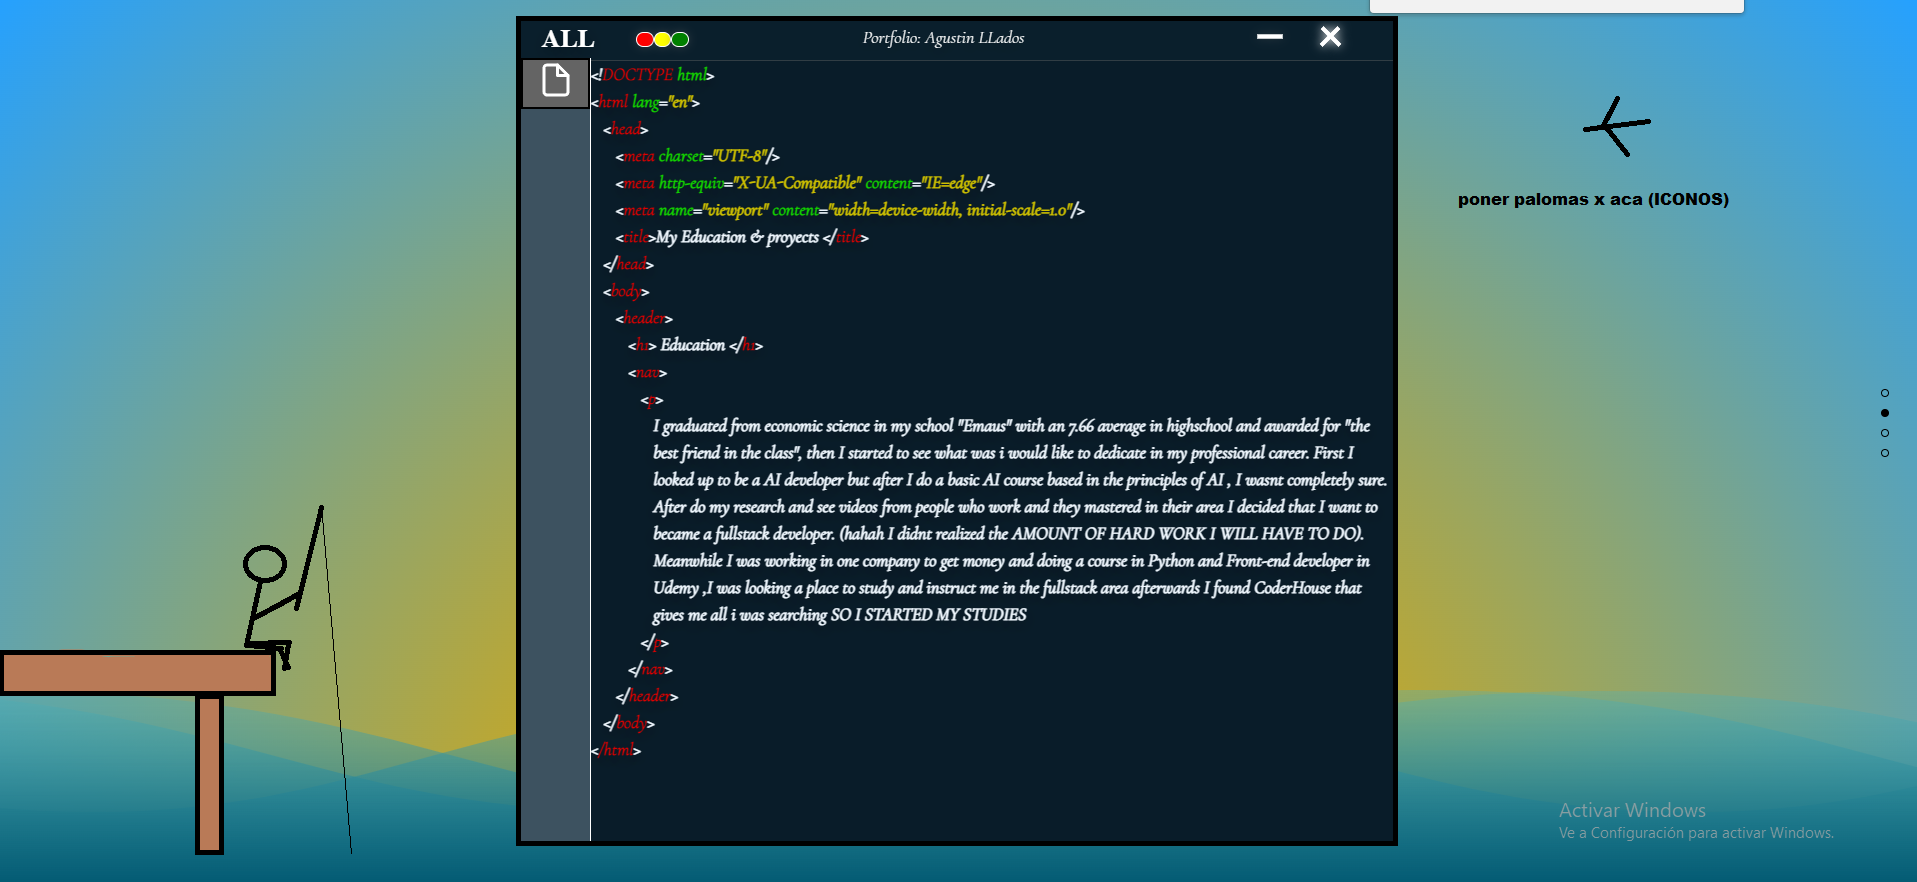 ALL
Portfolio: Agustin LLados
<!DOCTYPE html>
<html lang="en">
<head>
<meta charset="UTF-8"/>
<meta http-equiv="X-UA-Compatible" content="IE=edge"/>
<meta name="viewport" content="width=device-width, initial-scale=1.0"/>
<title>My Education & proyects </title>
</head>
<body>
<header>
<h1> Education </h1>
<nav>
<p>
I graduated from economic science in my school "Emaus" with an 7.66 average in highschool and awarded for "the
best friend in the class", then I started to see what was i would like to dedicate in my professional career. First I
looked up to be a AI developer but after I do a basic AI course based in the principles of AI , I wasnt completely sure.
After do my research and see videos from people who work and they mastered in their area I decided that I want to
became a fullstack developer. (hahah I didnt realized the AMOUNT OF HARD WORK I WILL HAVE TO DO).
Meanwhile I was working in one company to get money and doing a course in Python and Front-end developer in
Udemy ,I was looking a place to study and instruct me in the fullstack area afterwards I found CoderHouse that
gives me all i was searching SO I STARTED MY STUDIES
</p>
</nav>
</header>
</body>
</html>
poner palomas x aca (ICONOS)
Activar Windows
Ve a Configuración para activar Windows.